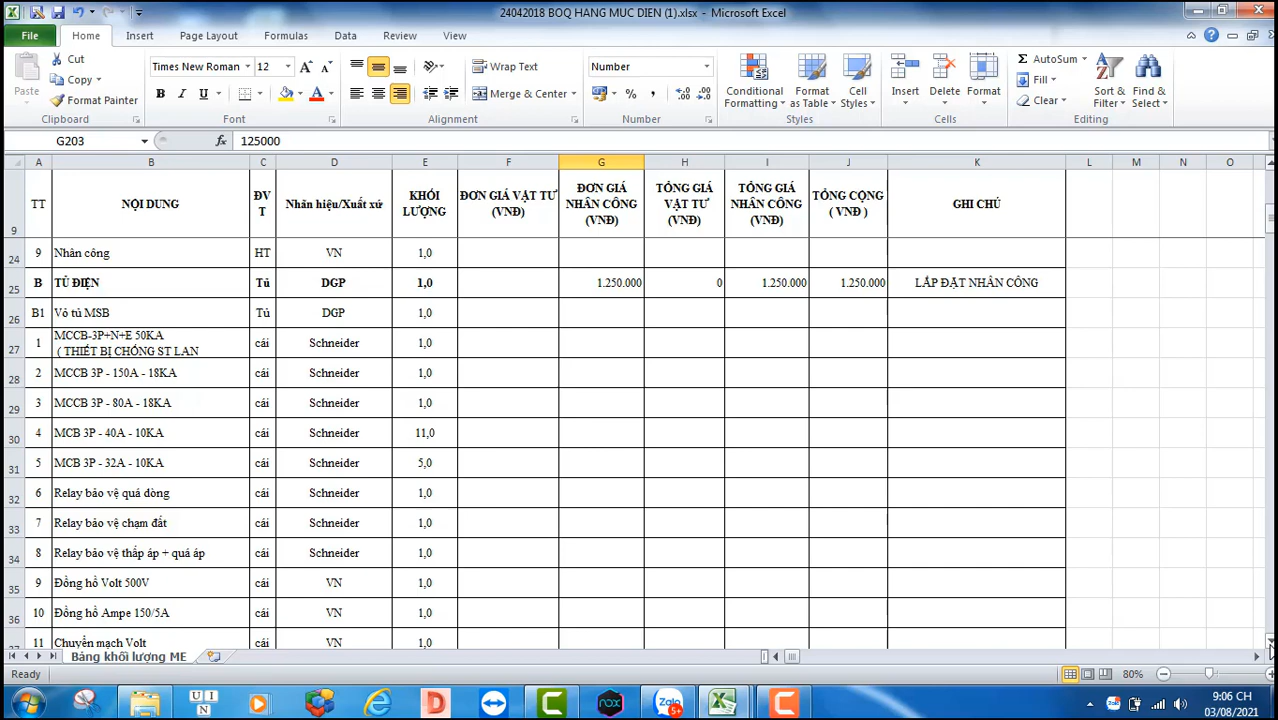 24042018 BOQ HANG MUC DIEN (1).xlsx - Microsoft Excel
File Home Insert Page Layout Formulas Data Review View
Paste
Cut
Copy
Format Painter
Clipboard
Times New Roman 12
B I U
Font
Wrap Text
Merge & Center
Alignment
Number
Number
Conditional Formatting
Format as Table
Cell Styles
Styles
Insert
Delete
Format
Cells
AutoSum
Fill
Clear
Sort & Filter
Find & Select
Editing
G203 fx 125000
A B C D E F G H I J K L M N O
9 TT NỘI DUNG ĐVT Nhãn hiệu/Xuất xứ KHỐI LƯỢNG ĐƠN GIÁ VẬT TƯ (VNĐ) ĐƠN GIÁ NHÂN CÔNG (VNĐ) TỔNG GIÁ VẬT TƯ (VNĐ) TỔNG GIÁ NHÂN CÔNG (VNĐ) TỔNG CỘNG ( VNĐ ) GHI CHÚ
24 9 Nhân công HT VN 1,0
25 B TỦ ĐIỆN Tủ DGP 1,0 1.250.000 0 1.250.000 1.250.000 LẮP ĐẶT NHÂN CÔNG
26 B1 Vỏ tủ MSB Tủ DGP 1,0
27 1 MCCB-3P+N+E 50KA
( THIẾT BỊ CHỐNG ST LAN cái Schneider 1,0
28 2 MCCB 3P - 150A - 18KA cái Schneider 1,0
29 3 MCCB 3P - 80A - 18KA cái Schneider 1,0
30 4 MCB 3P - 40A - 10KA cái Schneider 11,0
31 5 MCB 3P - 32A - 10KA cái Schneider 5,0
32 6 Relay bảo vệ quá dòng cái Schneider 1,0
33 7 Relay bảo vệ chạm đất cái Schneider 1,0
34 8 Relay bảo vệ thấp áp + quá áp cái Schneider 1,0
35 9 Đồng hồ Volt 500V cái VN 1,0
36 10 Đồng hồ Ampe 150/5A cái VN 1,0
11 Chuyển mạch Volt cái VN 1,0
Bảng khối lượng ME
Ready 80%
U I N
D
Zalo 5+
nox
9:06 CH
03/08/2021